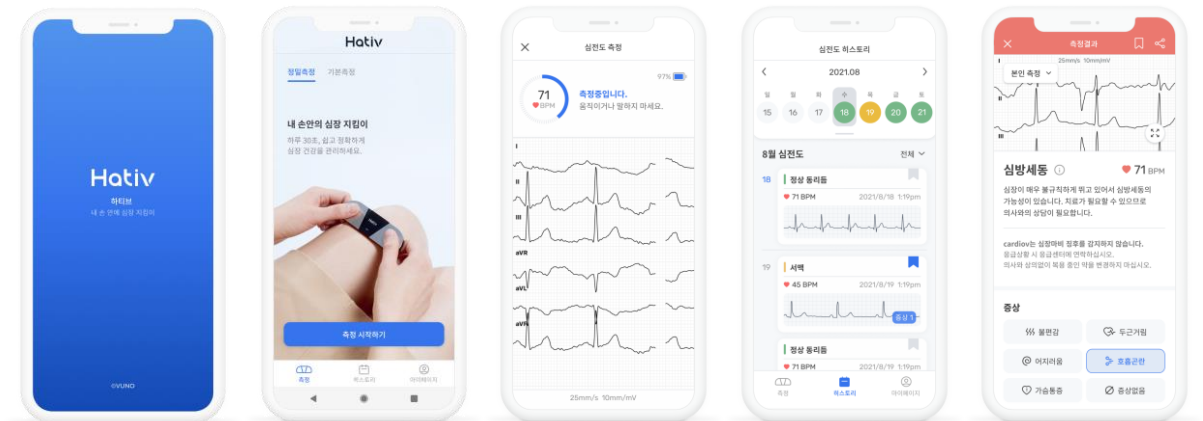 Hativ
하티브
내 손 안에 심장 지킴이
©VUNO
Hativ
정밀측정 기본측정
내 손안의 심장 지킴이
하루 30초, 쉽고 정확하게
심장 건강을 관리하세요.
Hativ
측정 시작하기
측정 히스토리 마이페이지
심전도 측정
97%
71
BPM
측정중입니다.
움직이거나 말하지 마세요.
I
II
III
aVR
aVL
aVF
25mm/s 10mm/mV
심전도 히스토리
2021.08
일 월 화 수 목 금 토
15 16 17 18 19 20 21
8월 심전도 전체
18 정상 동리듬
71 BPM 2021/8/18 1:19pm
19 서맥
45 BPM 2021/8/19 1:19pm
증상 1
정상 동리듬
71 BPM 2021/8/19 1:19pm
측정 히스토리 마이페이지
측정결과
I 25mm/s 10mm/mV
본인 측정
II
III
심방세동 71 BPM
심장이 매우 불규칙하게 뛰고 있어서 심방세동의
가능성이 있습니다. 치료가 필요할 수 있으므로
의사와의 상담이 필요합니다.
cardiov는 심장마비 징후를 감지하지 않습니다.
응급상황 시 응급센터에 연락하십시오.
의사와 상의없이 복용 중인 약을 변경하지 마십시오.
증상
불편감 두근거림
어지러움 호흡곤란
가슴통증 증상없음